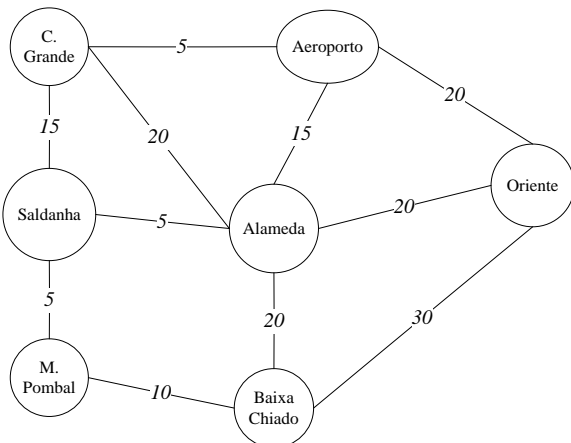 C.
Grande
5
Aeroporto
15
20
15
20
Saldanha
5
Alameda
20
Oriente
5
20
30
M.
Pombal
10
Baixa
Chiado